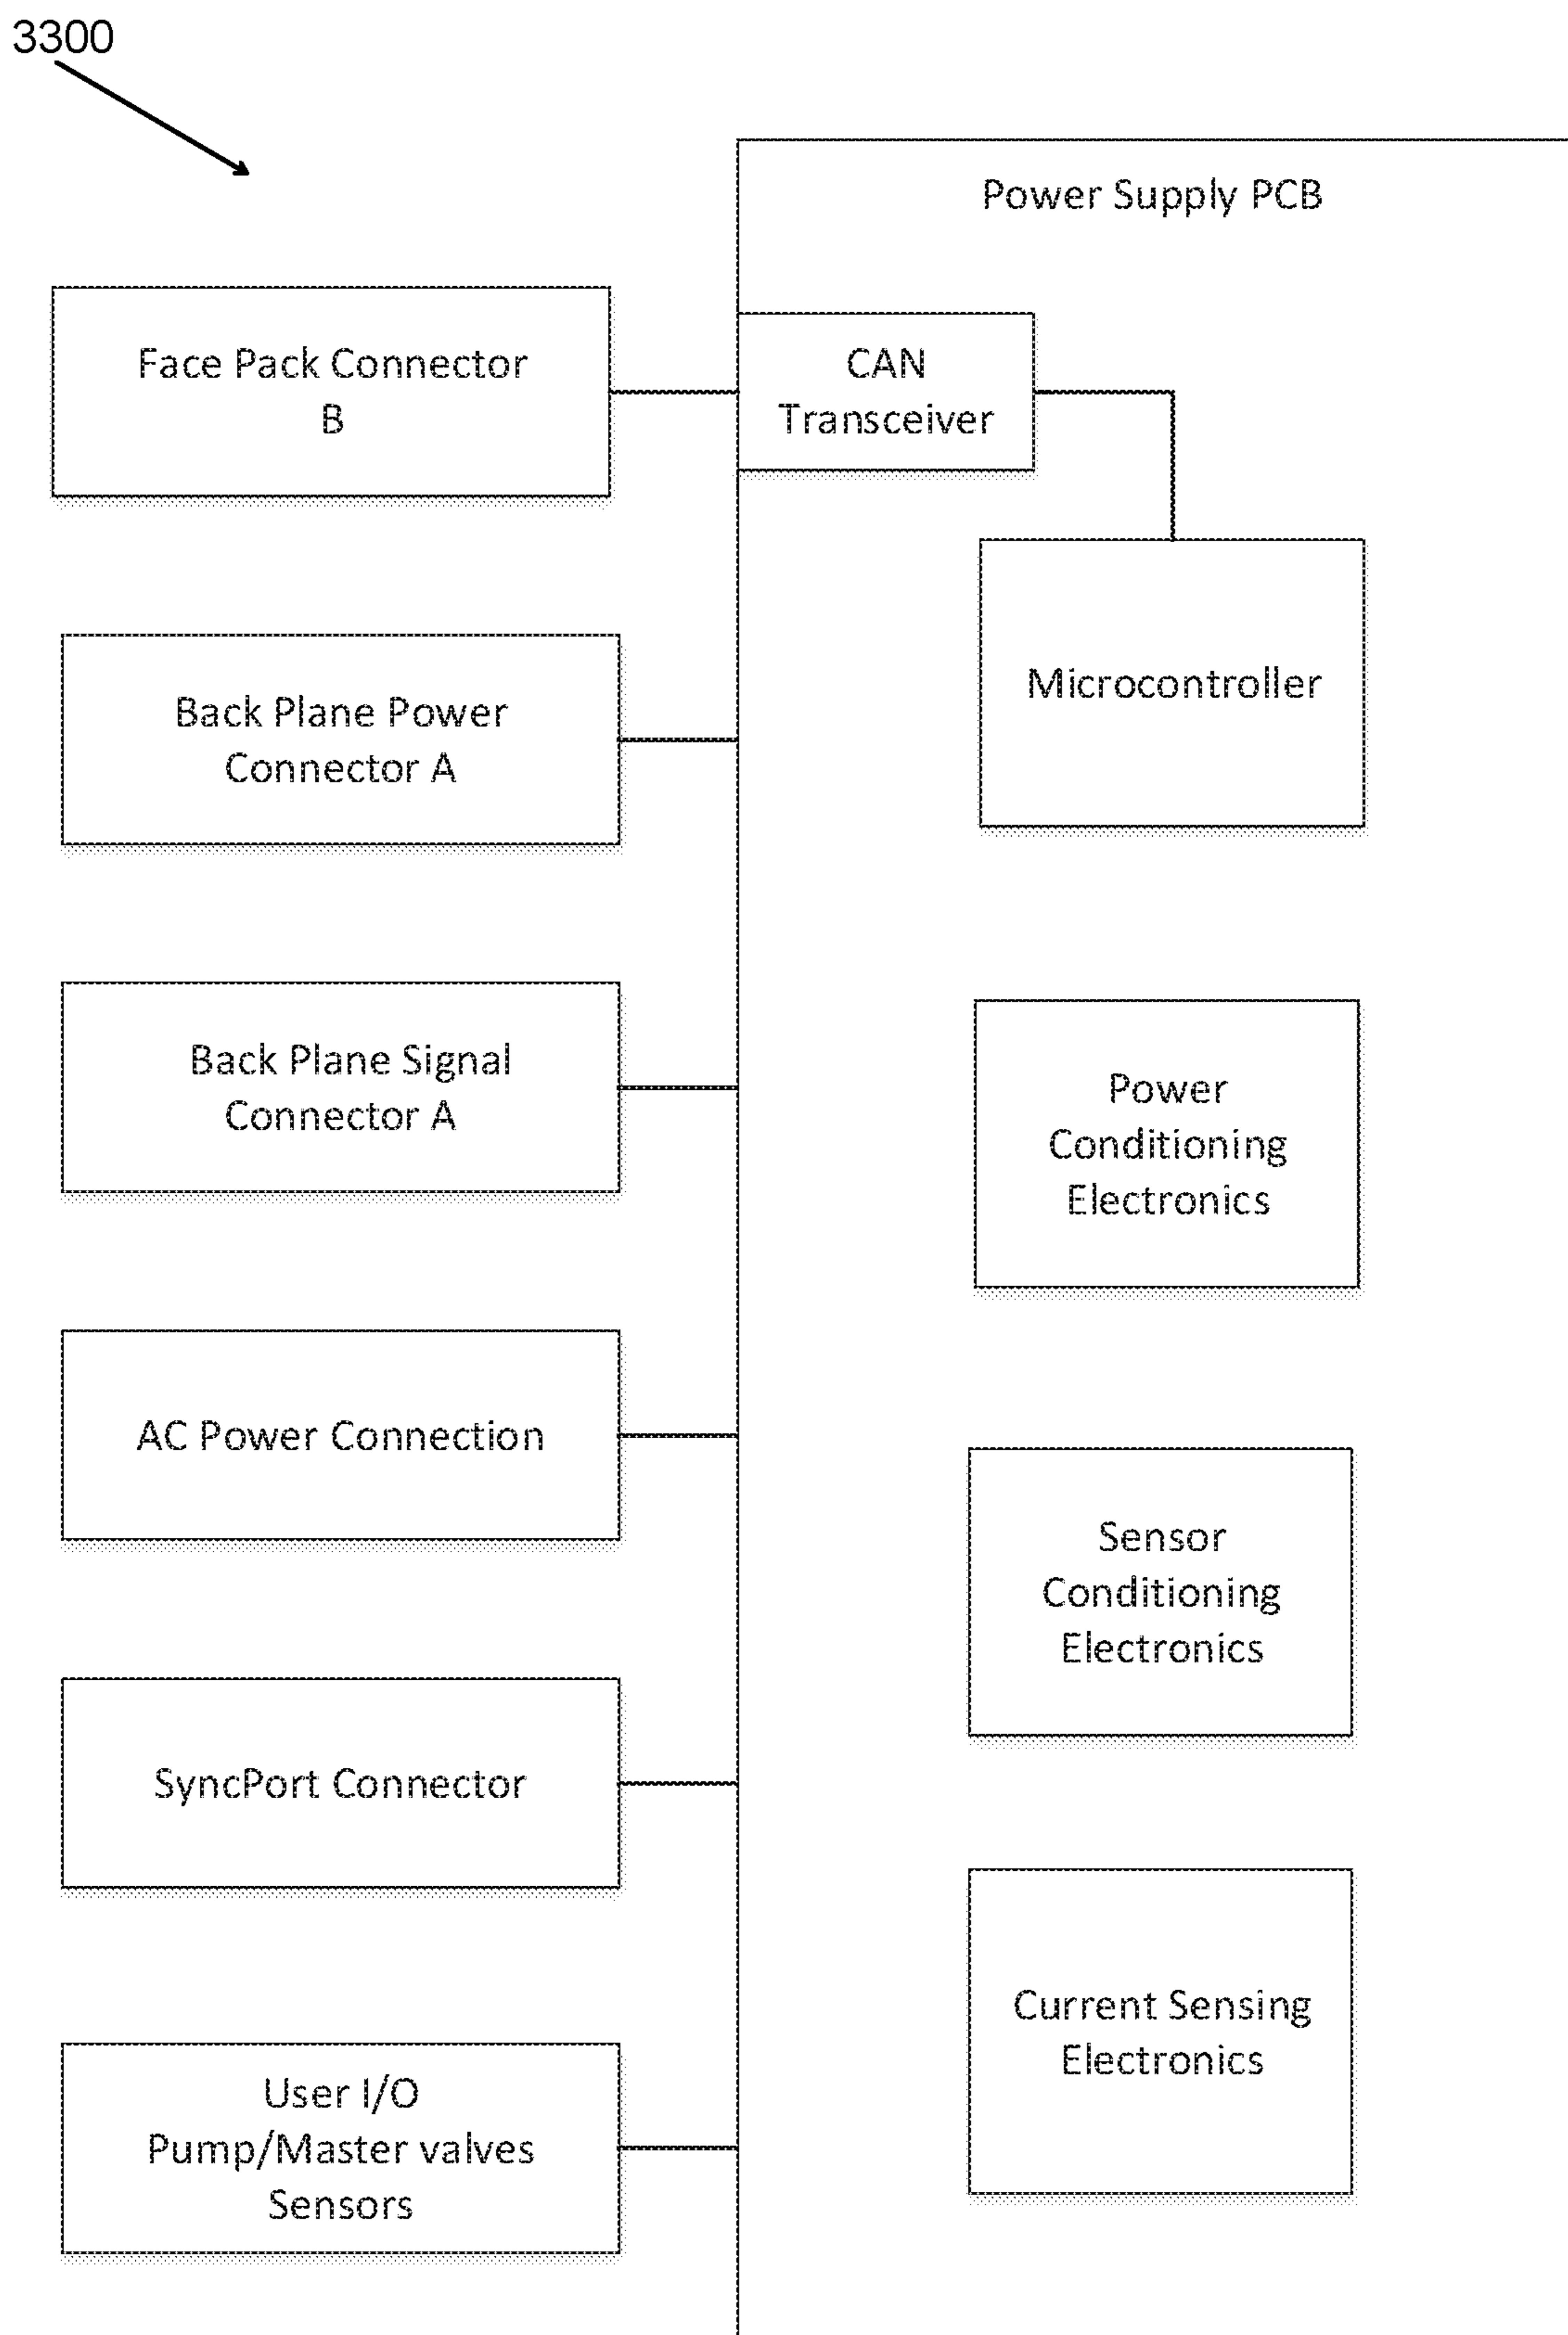 3300
Power Supply PCB
Face Pack Connector
B
CAN
Transceiver
Microcontroller
Back Plane Power
Connector A
Back Plane Signal
Connector A
Power
Conditioning
Electronics
AC Power Connection
Sensor
Conditioning
Electronics
SyncPort Connector
Current Sensing
Electronics
User I/O
Pump/Master valves
Sensors